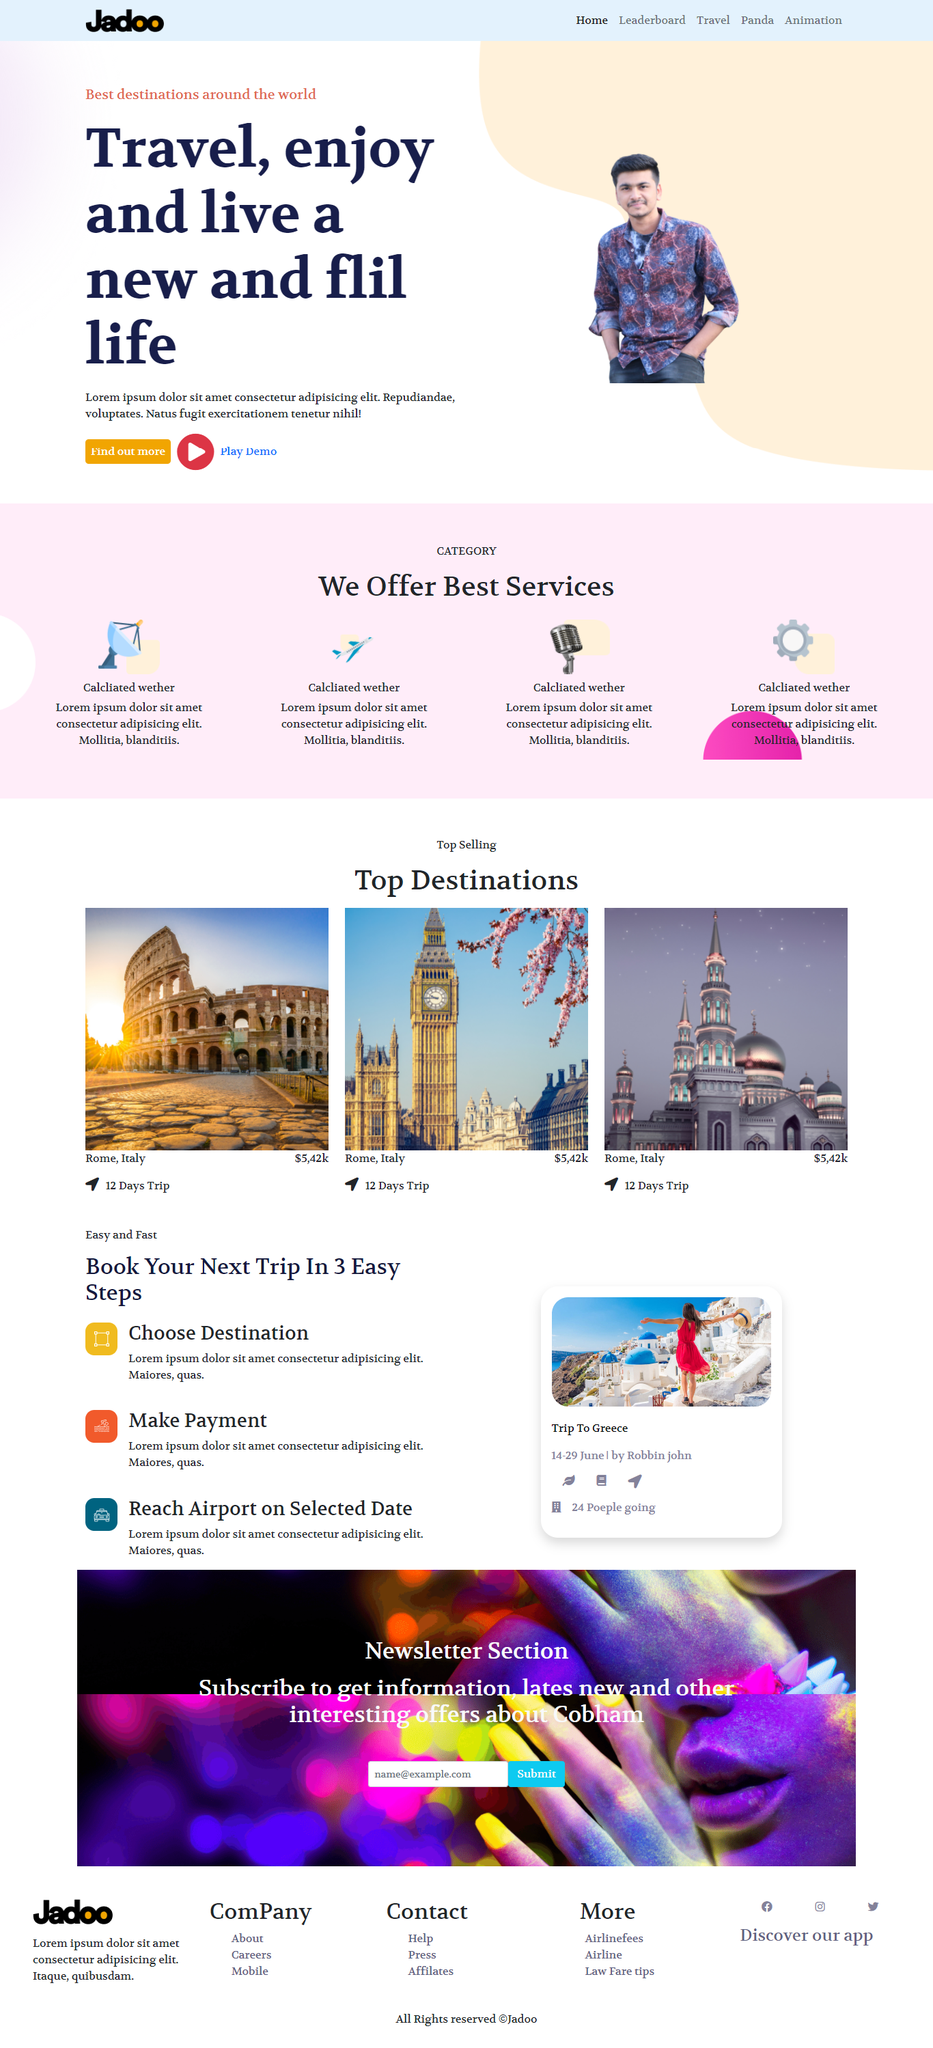 Jadoo
Home Leaderboard Travel Panda Animation
Best destinations around the world
Travel, enjoy
and live a
new and flil
life
Lorem ipsum dolor sit amet consectetur adipisicing elit. Repudiandae,
voluptates. Natus fugit exercitationem tenetur nihil!
Find out more Play Demo
CATEGORY
We Offer Best Services
Calcliated wether
Lorem ipsum dolor sit amet
consectetur adipisicing elit.
Mollitia, blanditiis.
Calcliated wether
Lorem ipsum dolor sit amet
consectetur adipisicing elit.
Mollitia, blanditiis.
Calcliated wether
Lorem ipsum dolor sit amet
consectetur adipisicing elit.
Mollitia, blanditiis.
Calcliated wether
Lorem ipsum dolor sit amet
consectetur adipisicing elit.
Mollitia, blanditiis.
Top Selling
Top Destinations
Rome, Italy $5,42k
12 Days Trip
Rome, Italy $5,42k
12 Days Trip
Rome, Italy $5,42k
12 Days Trip
Easy and Fast
Book Your Next Trip In 3 Easy
Steps
Choose Destination
Lorem ipsum dolor sit amet consectetur adipisicing elit.
Maiores, quas.
Make Payment
Lorem ipsum dolor sit amet consectetur adipisicing elit.
Maiores, quas.
Reach Airport on Selected Date
Lorem ipsum dolor sit amet consectetur adipisicing elit.
Maiores, quas.
Trip To Greece
14-29 June | by Robbin john
24 Poeple going
Newsletter Section
Subscribe to get information, lates new and other
interesting offers about Cobham
name@example.com Submit
Jadoo
Lorem ipsum dolor sit amet
consectetur adipisicing elit.
Itaque, quibusdam.
ComPany
About
Careers
Mobile
Contact
Help
Press
Affilates
More
Airlinefees
Airline
Law Fare tips
Discover our app
All Rights reserved ©Jadoo